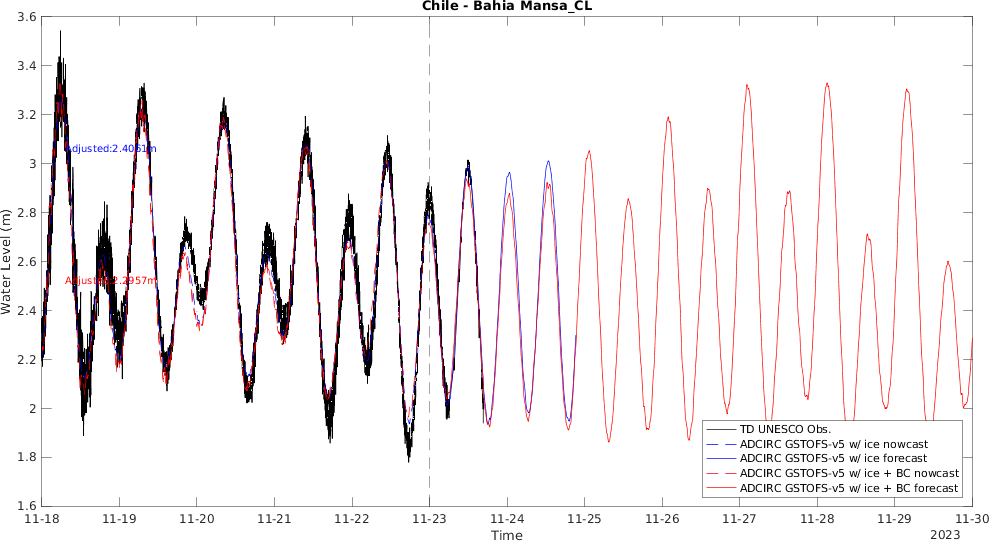 Chile - Bahia Mansa_CL
Water Level (m)
3.6
3.4
3.2
3
2.8
2.6
2.4
2.2
2
1.8
1.6
Adjusted:2.4061m
Adjusted:2.2957m
TD UNESCO Obs.
ADCIRC GSTOFS-v5 w/ ice nowcast
ADCIRC GSTOFS-v5 w/ ice forecast
ADCIRC GSTOFS-v5 w/ ice + BC nowcast
ADCIRC GSTOFS-v5 w/ ice + BC forecast
11-18 11-19 11-20 11-21 11-22 11-23 11-24 11-25 11-26 11-27 11-28 11-29 11-30
Time
2023